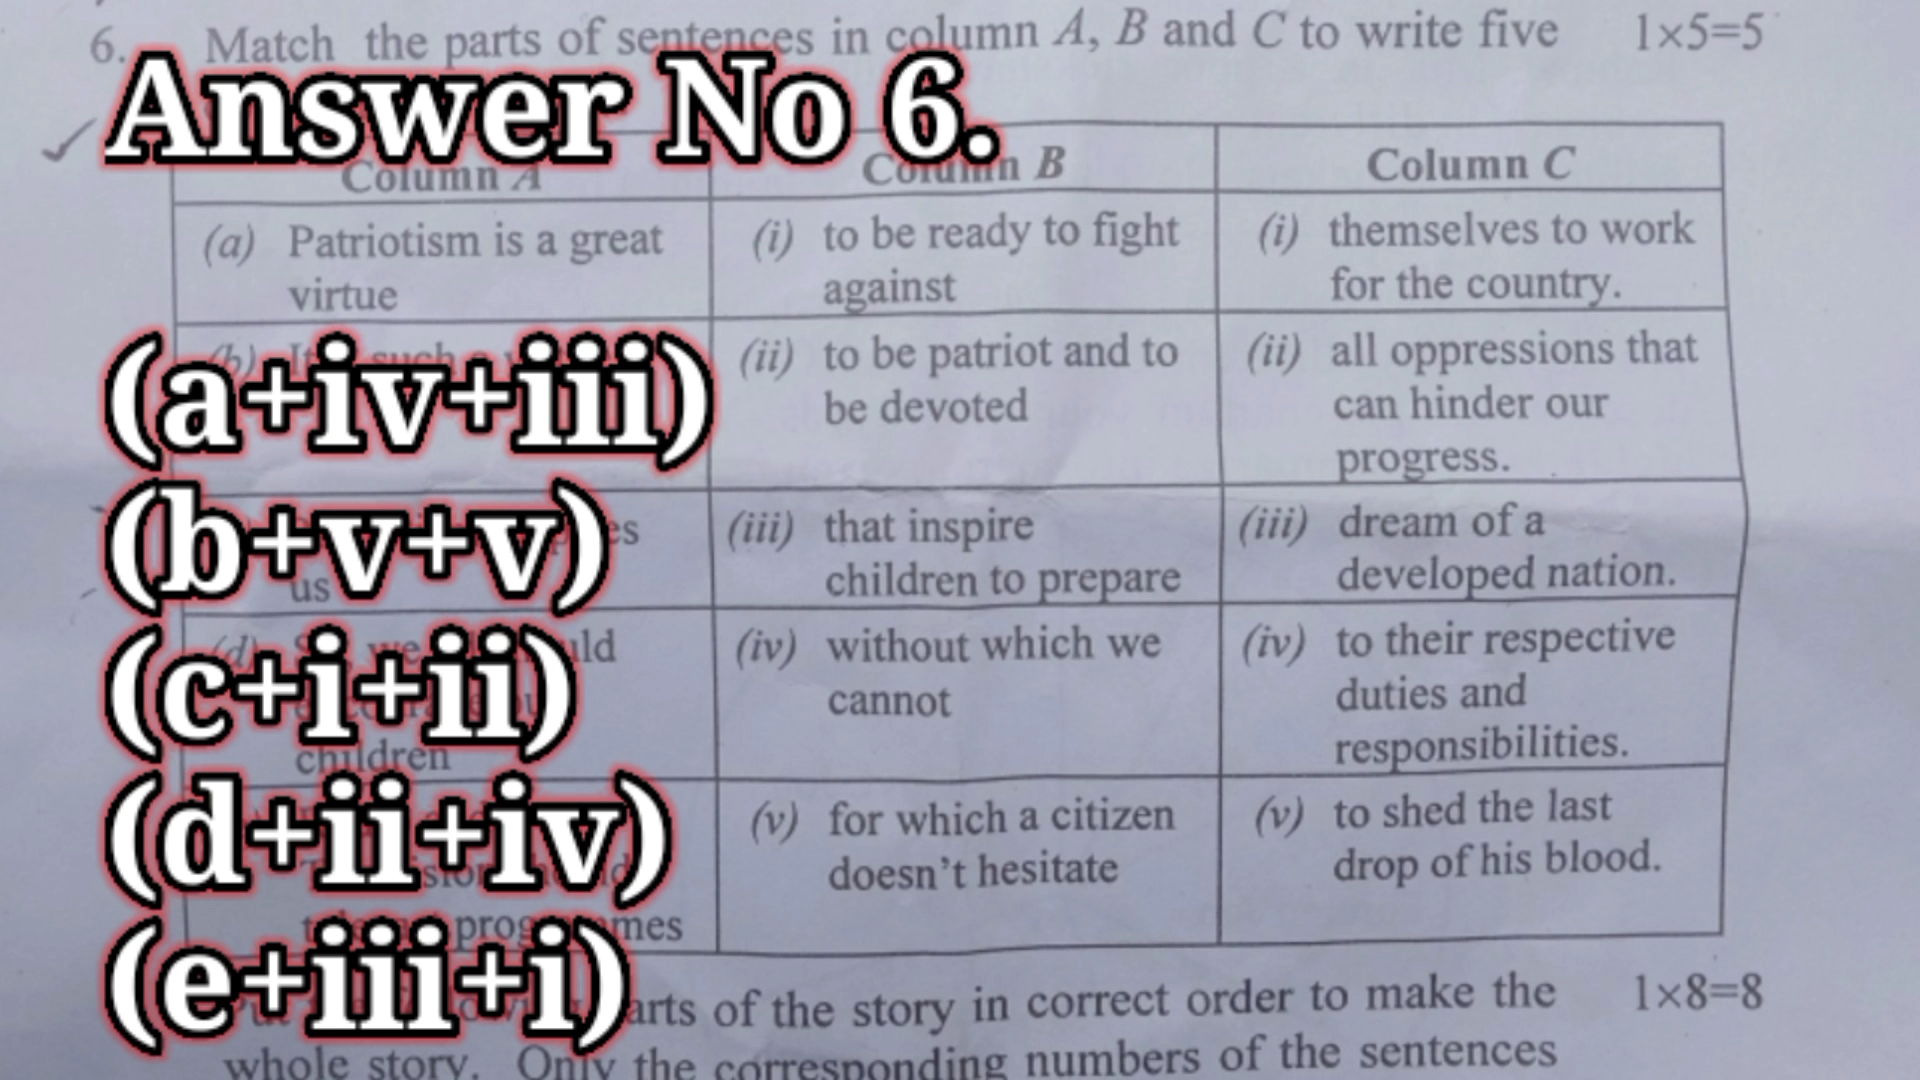 6. Match the parts of sentences in column A, B and C to write five 1×5=5
Answer No 6.
Column A Column B Column C
(a) Patriotism is a great virtue
(i) to be ready to fight against
(i) themselves to work for the country.
(a+iv+iii)
(ii) to be patriot and to be devoted
(ii) all oppressions that can hinder our progress.
(b+v+v)
us
(iii) that inspire children to prepare
(iii) dream of a developed nation.
(c+i+ii)
children
(iv) without which we cannot
(iv) to their respective duties and responsibilities.
(d+ii+iv)
(v) for which a citizen doesn't hesitate
(v) to shed the last drop of his blood.
(e+iii+i)
of the story in correct order to make the 1×8=8
whole story. Only the corresponding numbers of the sentences